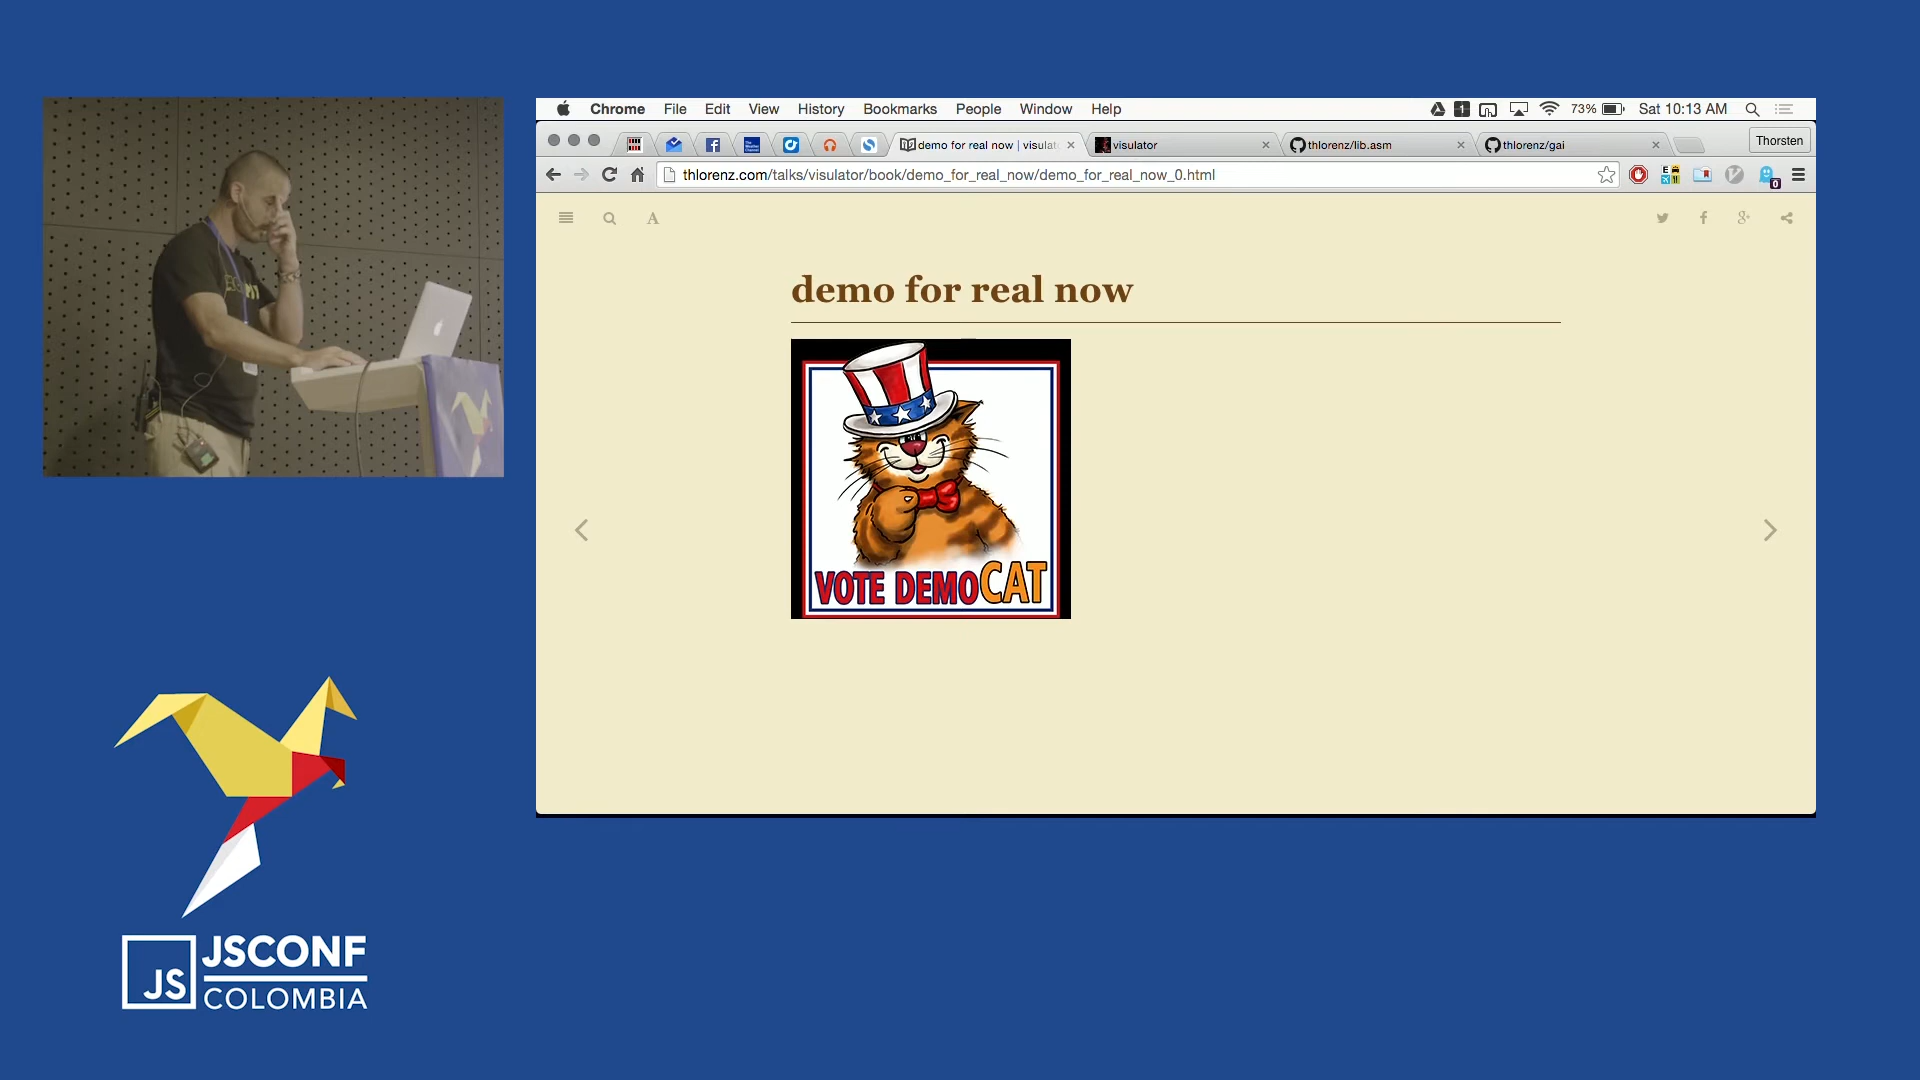 Chrome File Edit View History Bookmarks People Window Help
1 73% Sat 10:13 AM
demo for real now | visulat
visulator
thlorenz/lib.asm
thlorenz/gai
Thorsten
thlorenz.com/talks/visulator/book/demo_for_real_now/demo_for_real_now_0.html
0
A
demo for real now
VOTE DEMOCAT
JS
JSCONF
COLOMBIA